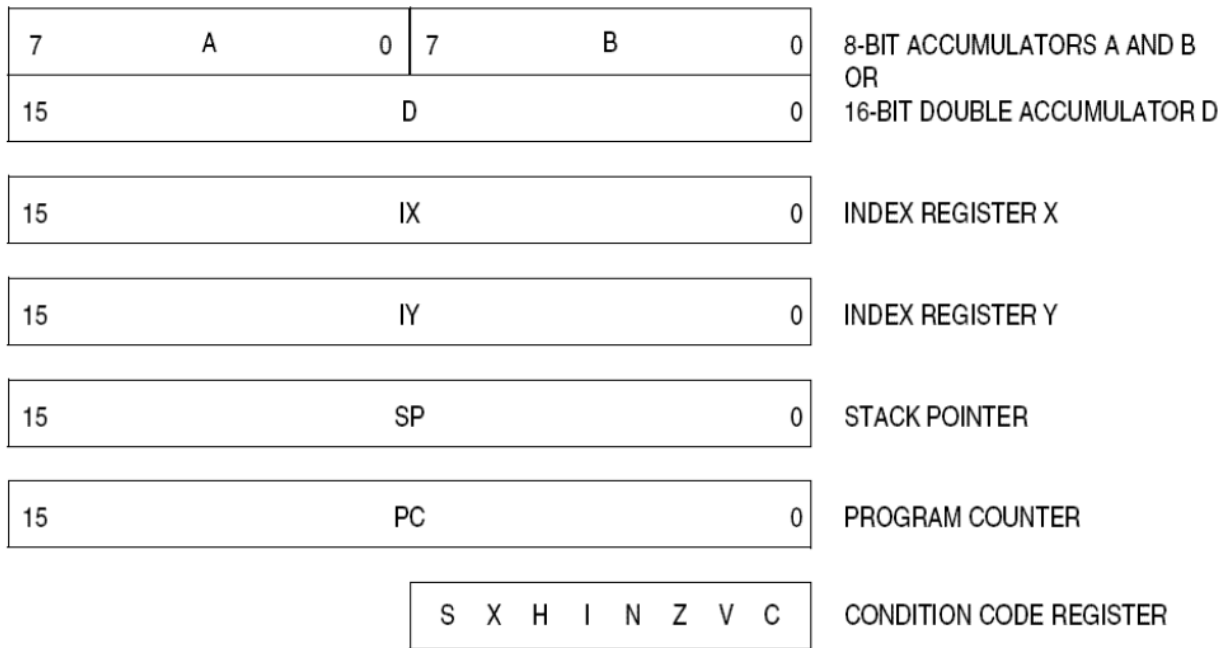 7 A 0 7 B 0 8-BIT ACCUMULATORS A AND B
OR
15 D 0 16-BIT DOUBLE ACCUMULATOR D
15 IX 0 INDEX REGISTER X
15 IY 0 INDEX REGISTER Y
15 SP 0 STACK POINTER
15 PC 0 PROGRAM COUNTER
S X H I N Z V C CONDITION CODE REGISTER